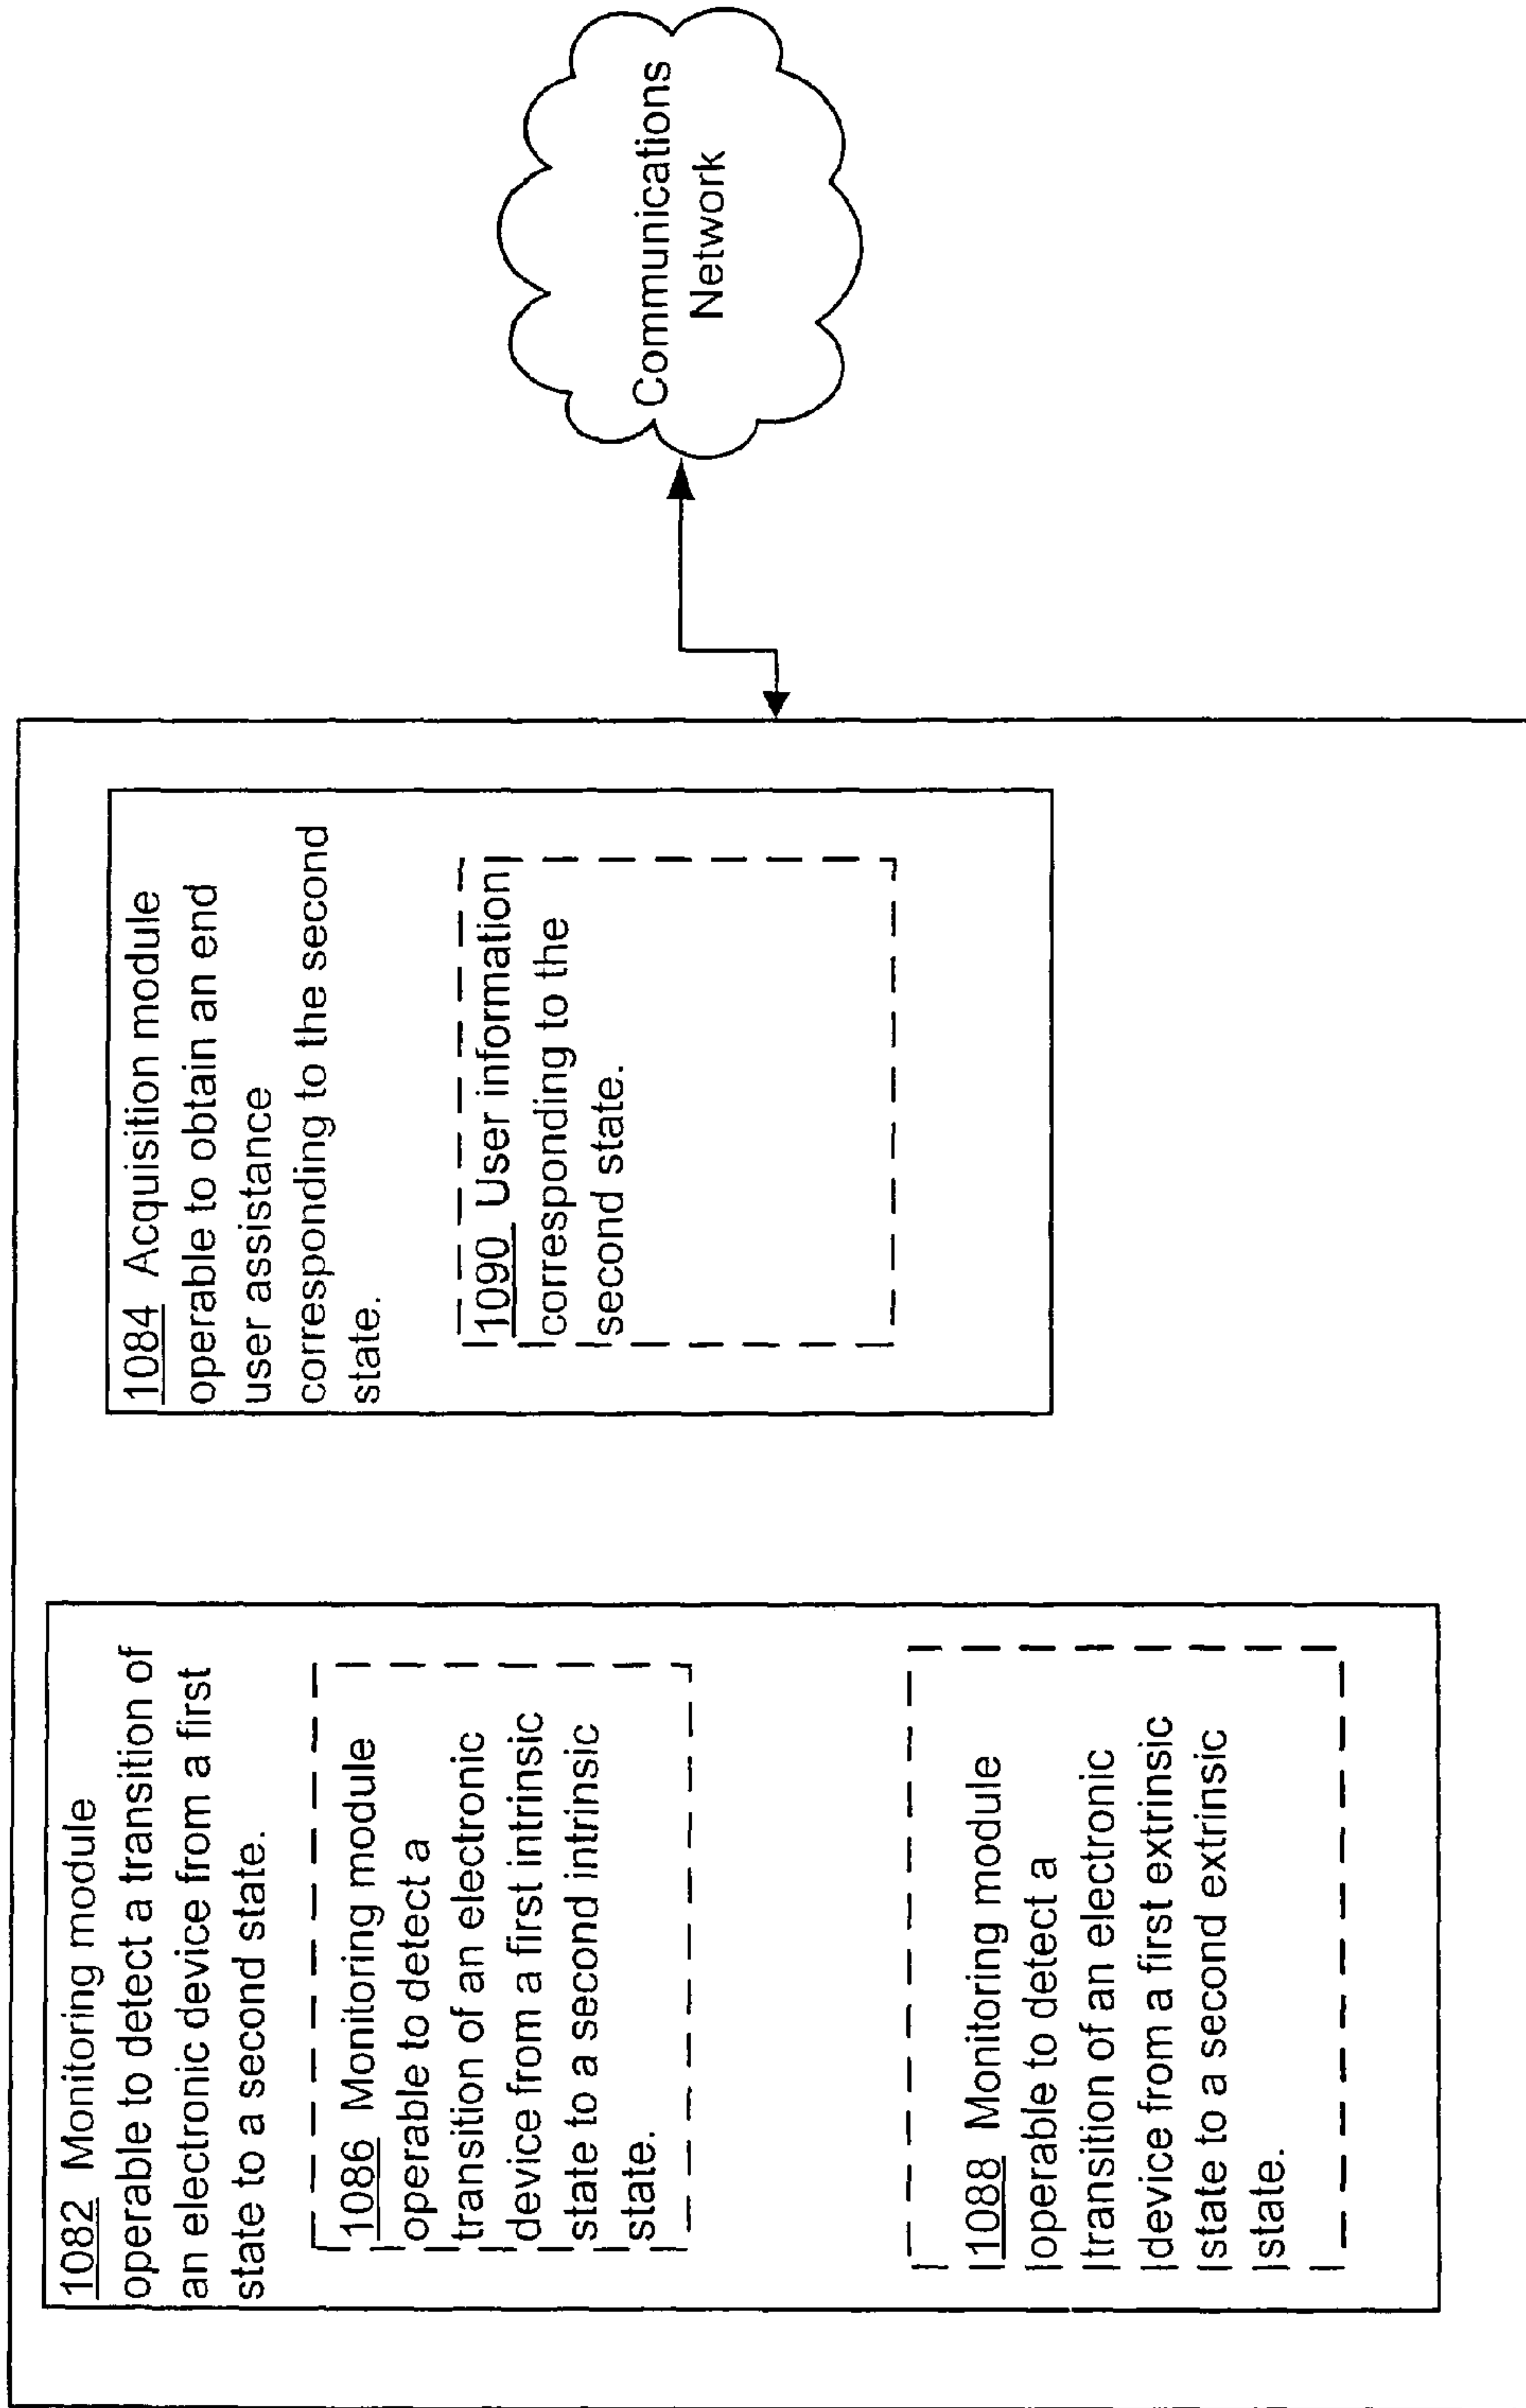 1082 Monitoring module
operable to detect a transition of
an electronic device from a first
state to a second state.
1086 Monitoring module
operable to detect a
transition of an electronic
device from a first intrinsic
state to a second intrinsic
state.
1088 Monitoring module
operable to detect a
transition of an electronic
device from a first extrinsic
state to a second extrinsic
state.
1084 Acquisition module
operable to obtain an end
user assistance
corresponding to the second
state.
1090 User information
corresponding to the
second state.
Communications
Network